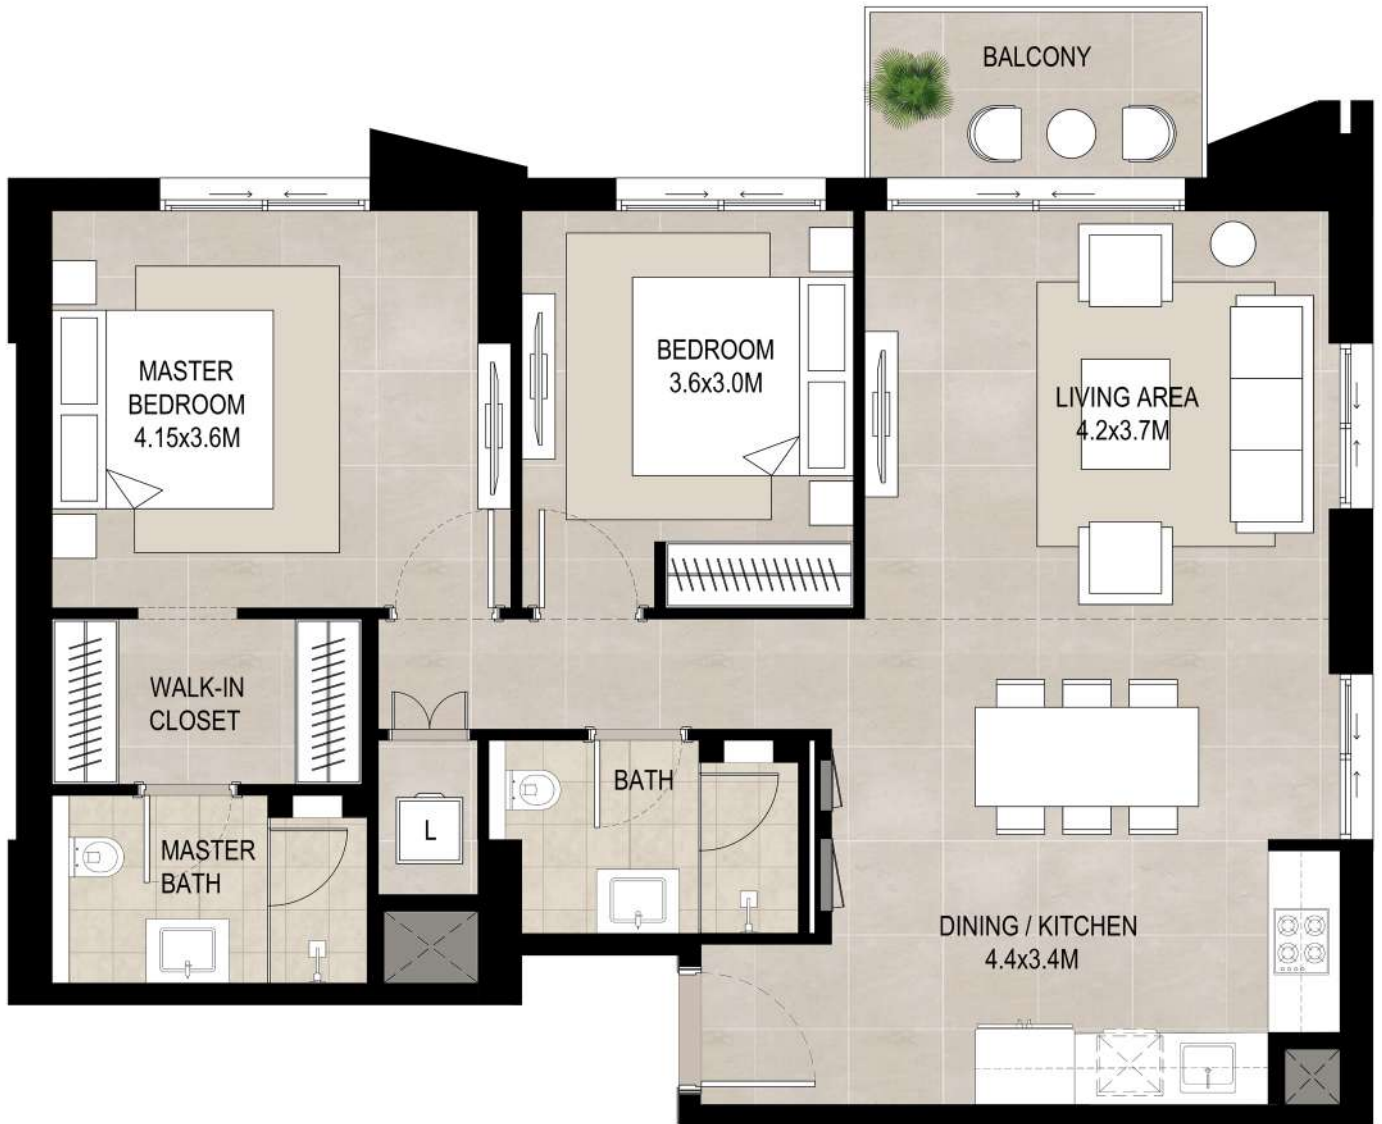 BALCONY
MASTER
BEDROOM
4.15x3.6M
BEDROOM
3.6x3.0M
LIVING AREA
4.2x3.7M
WALK-IN
CLOSET
BATH
MASTER
BATH
L
DINING / KITCHEN
4.4x3.4M